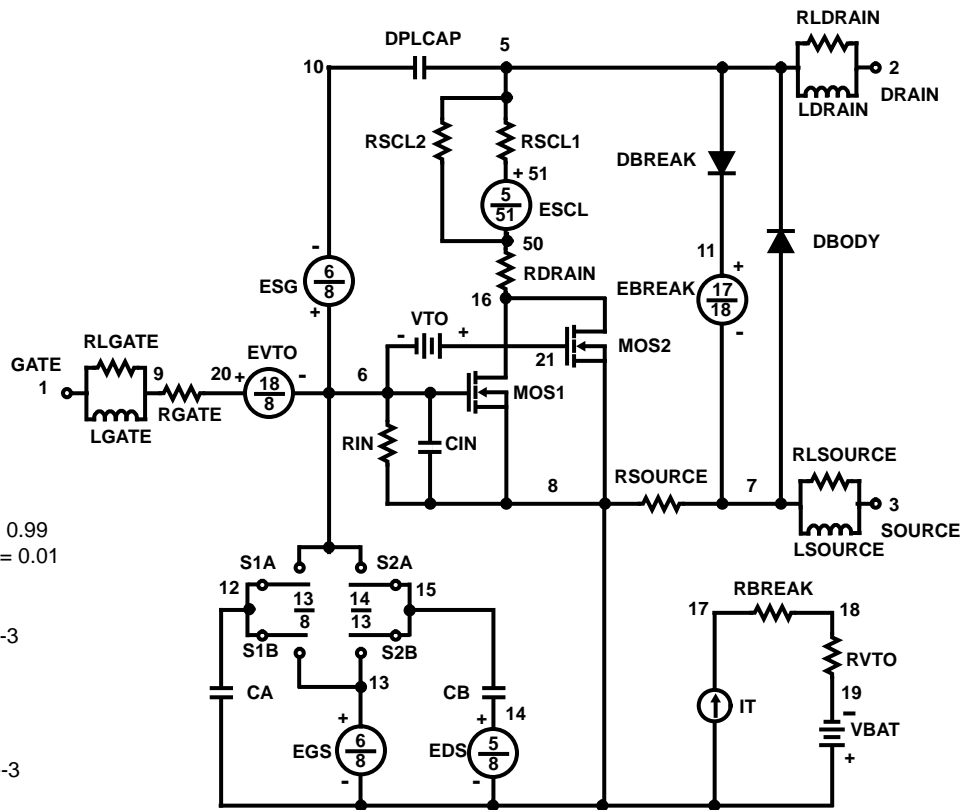 RLDRAIN
DPLCAP 5
10
2
DRAIN
LDRAIN
RSCL2 RSCL1
DBREAK
+ 51
5
51
ESCL
50
11
DBODY
-
RDRAIN
ESG
6
8
+
16
EBREAK
+
17
18
-
VTO
- +
21
MOS2
GATE
1
RLGATE
9
20
EVTO
+
18
8
-
6
MOS1
RGATE
LGATE
RIN CIN
8
RSOURCE
7
RLSOURCE
3
SOURCE
LSOURCE
0.99
= 0.01
-3
-3
S1A S2A
12
13
8
14
13
15
S1B S2B
13
CA
CB
14
+
EGS
6
8
-
+
EDS
5
8
-
RBREAK
17 18
RVTO
19
IT
-
VBAT
+